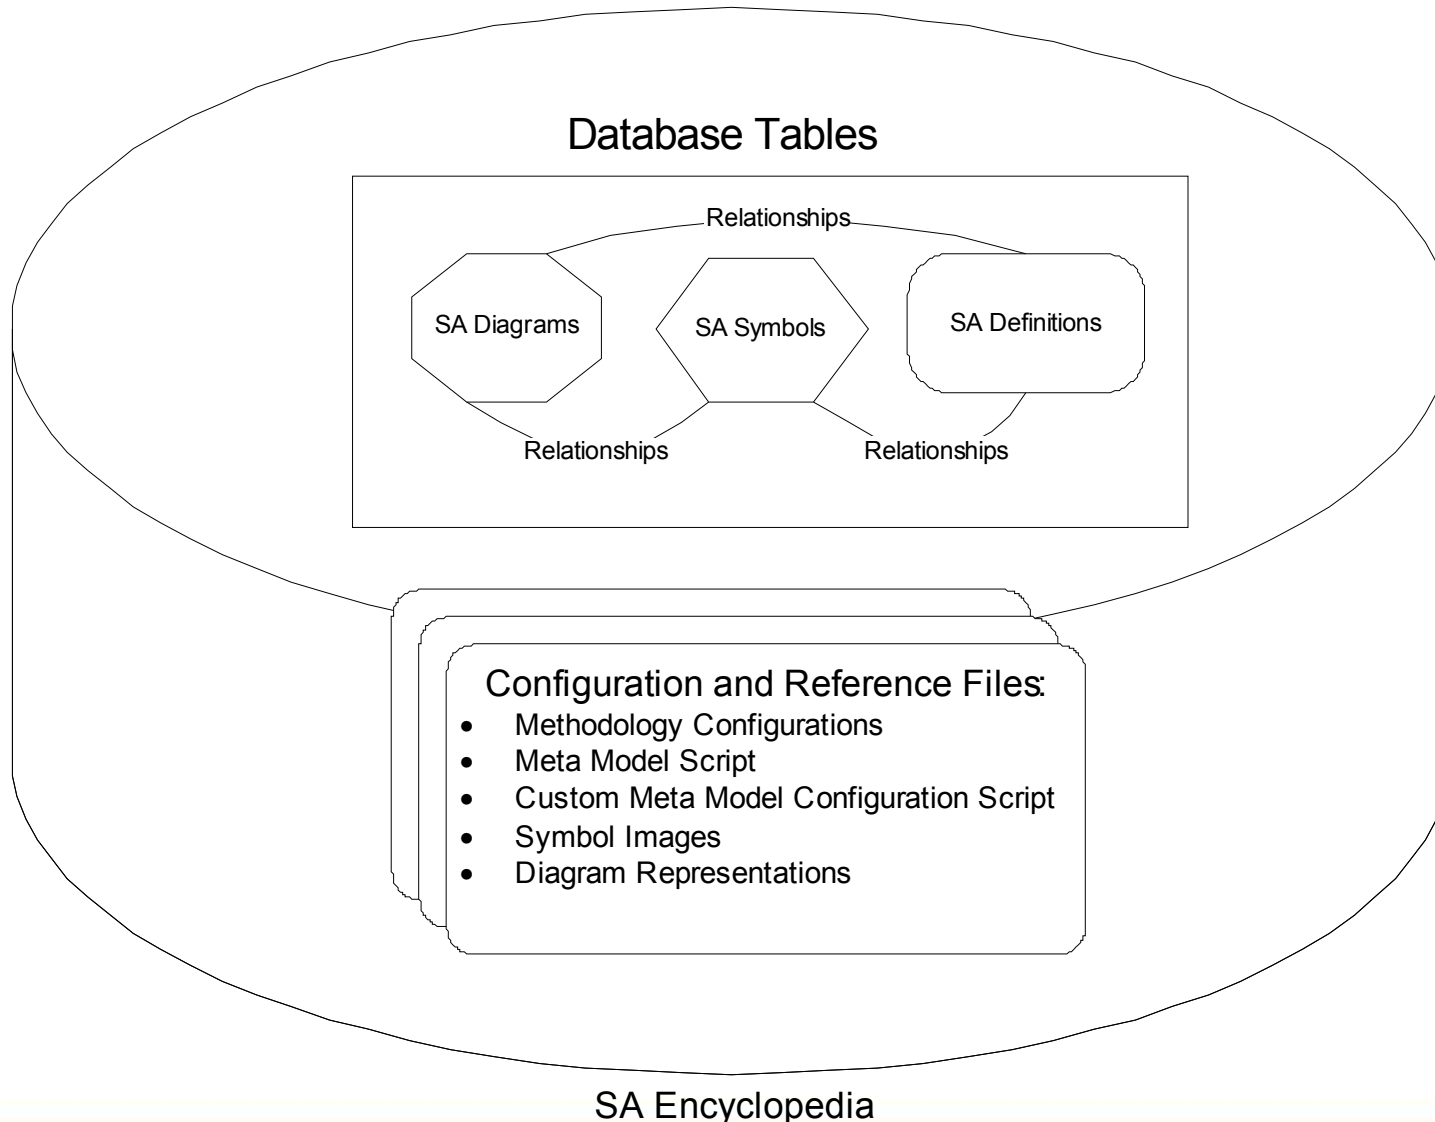 Database Tables
Relationships
SA Diagrams
SA Symbols
SA Definitions
Relationships
Relationships
Configuration and Reference Files:
• Methodology Configurations
• Meta Model Script
• Custom Meta Model Configuration Script
• Symbol Images
• Diagram Representations
SA Encyclopedia